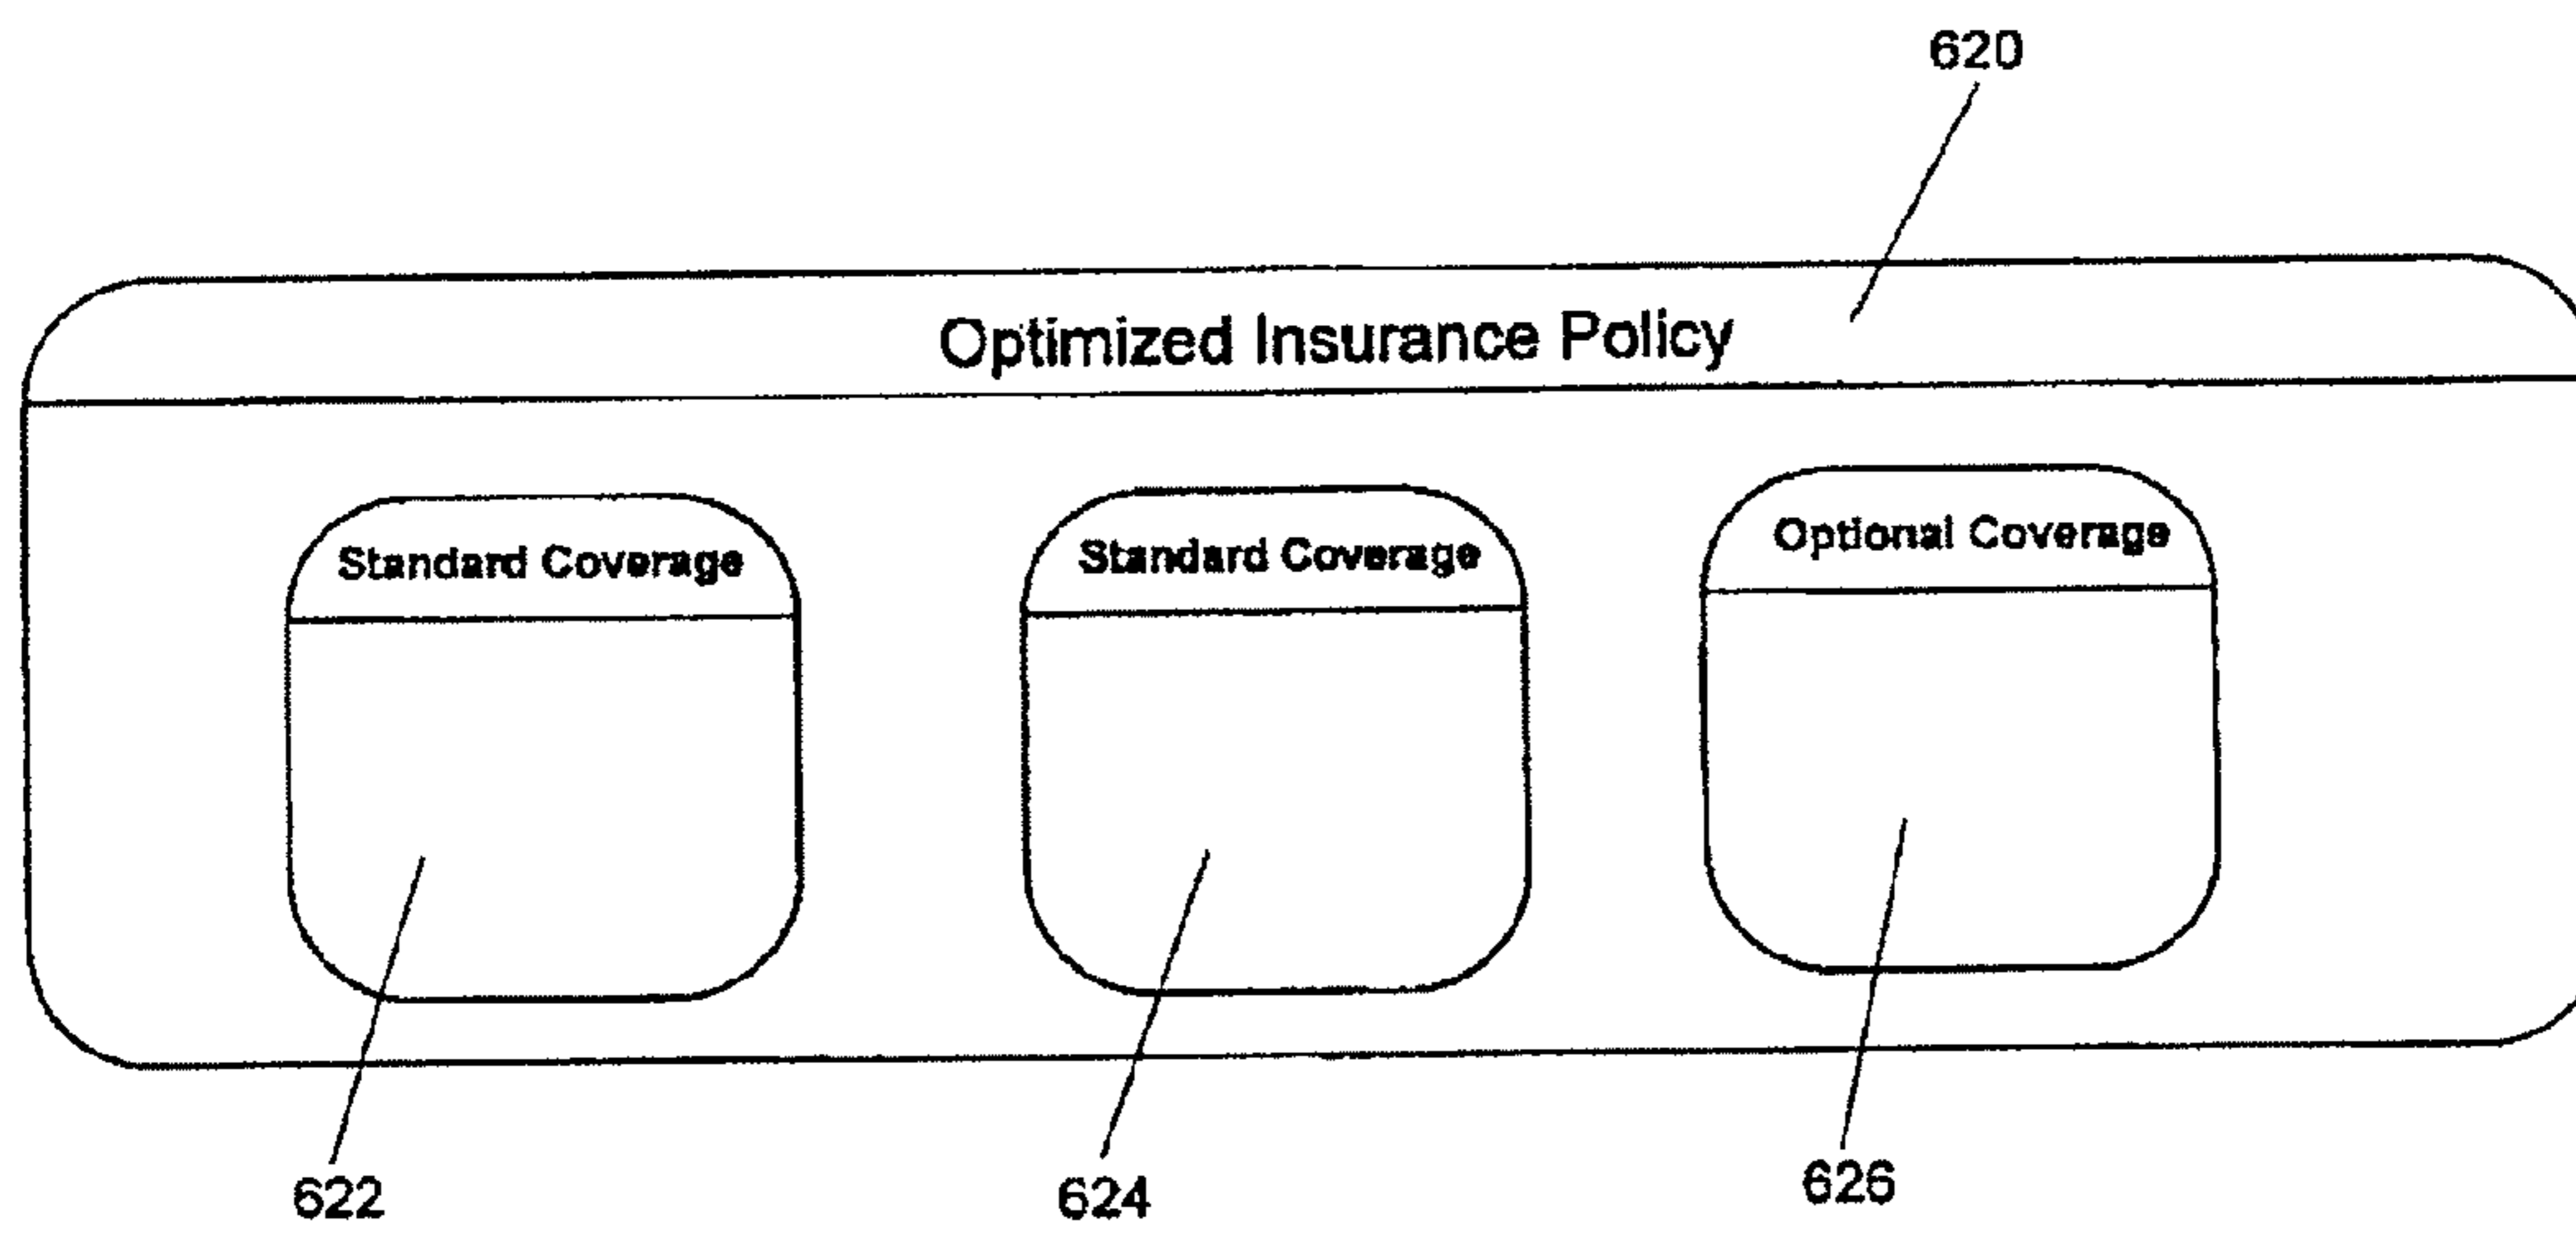 620
Optimized Insurance Policy
Standard Coverage
Standard Coverage
Optional Coverage
622
624
626